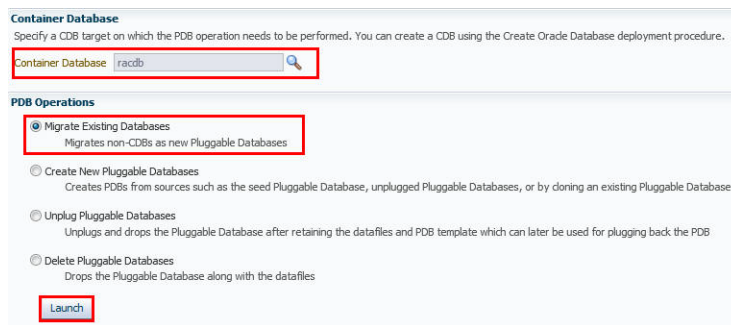 Container Database
Specify a CDB target on which the PDB operation needs to be performed. You can create a CDB using the Create Oracle Database deployment procedure.
Container Database racdb
PDB Operations
Migrate Existing Databases
Migrates non-CDBs as new Pluggable Databases
Create New Pluggable Databases
Creates PDBs from sources such as the seed Pluggable Database, unplugged Pluggable Databases, or by cloning an existing Pluggable Database
Unplug Pluggable Databases
Unplugs and drops the Pluggable Database after retaining the datafiles and PDB template which can later be used for plugging back the PDB
Delete Pluggable Databases
Drops the Pluggable Database along with the datafiles
Launch